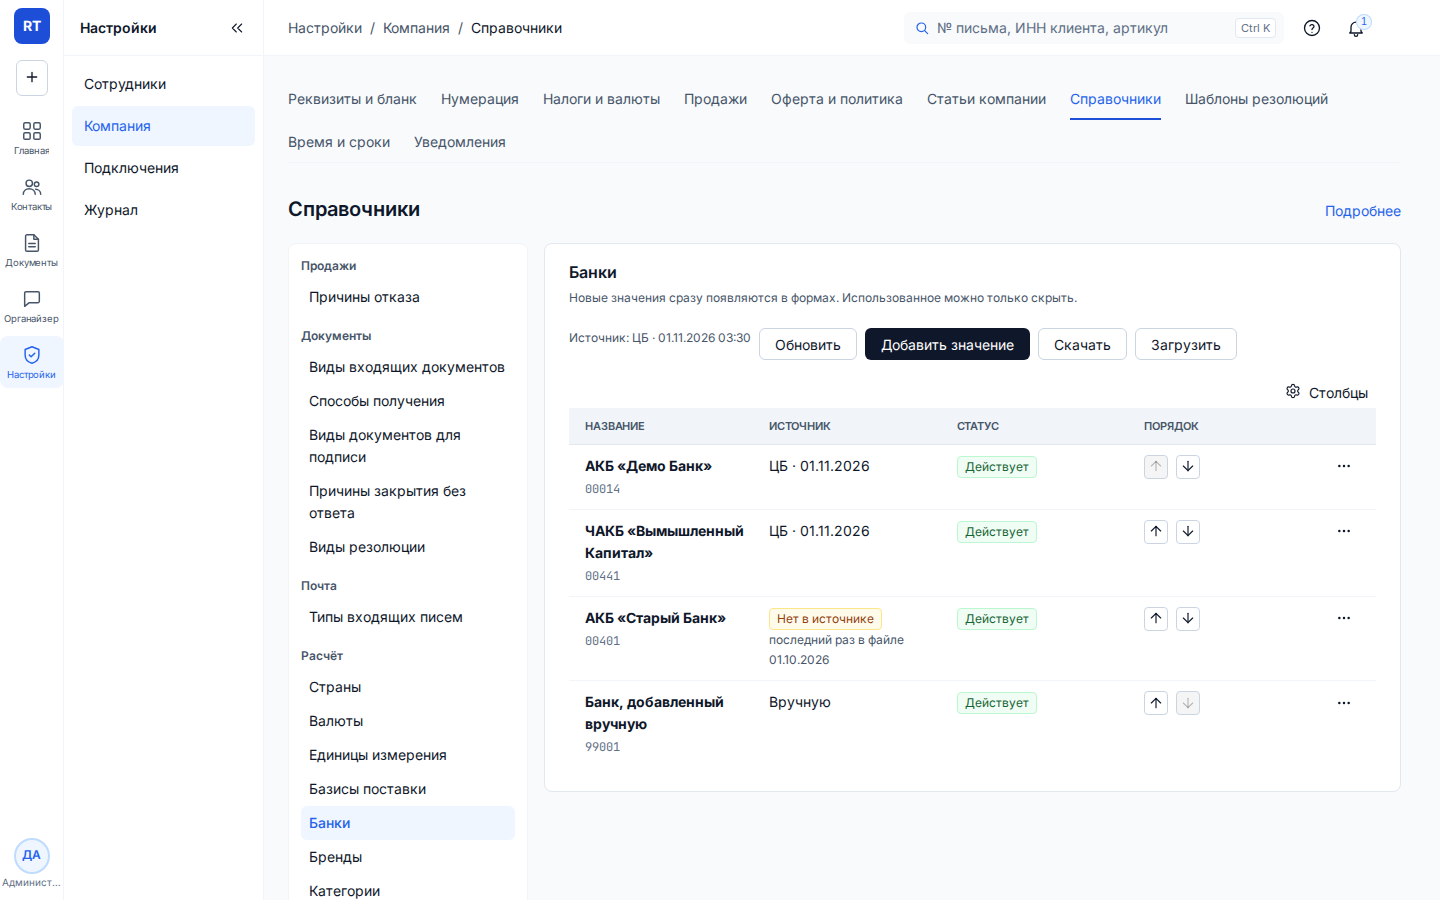 RT
Настройки
Настройки / Компания / Справочники
№ письма, ИНН клиента, артикул
Ctrl K
1
Главная
Контакты
Документы
Органайзер
Настройки
ДА
Админист...
Сотрудники
Компания
Подключения
Журнал
Реквизиты и бланк
Нумерация
Налоги и валюты
Продажи
Оферта и политика
Статьи компании
Справочники
Шаблоны резолюций
Время и сроки
Уведомления
Справочники
Подробнее
Продажи
Причины отказа
Документы
Виды входящих документов
Способы получения
Виды документов для
подписи
Причины закрытия без
ответа
Виды резолюции
Почта
Типы входящих писем
Расчёт
Страны
Валюты
Единицы измерения
Базисы поставки
Банки
Бренды
Категории
Банки
Новые значения сразу появляются в формах. Использованное можно только скрыть.
Источник: ЦБ · 01.11.2026 03:30
Обновить
Добавить значение
Скачать
Загрузить
Столбцы
НАЗВАНИЕ ИСТОЧНИК СТАТУС ПОРЯДОК
АКБ «Демо Банк» ЦБ · 01.11.2026 Действует
00014
ЧАКБ «Вымышленный ЦБ · 01.11.2026 Действует
Капитал»
00441
АКБ «Старый Банк» Нет в источнике Действует
00401 последний раз в файле
01.10.2026
Банк, добавленный Вручную Действует
вручную
99001